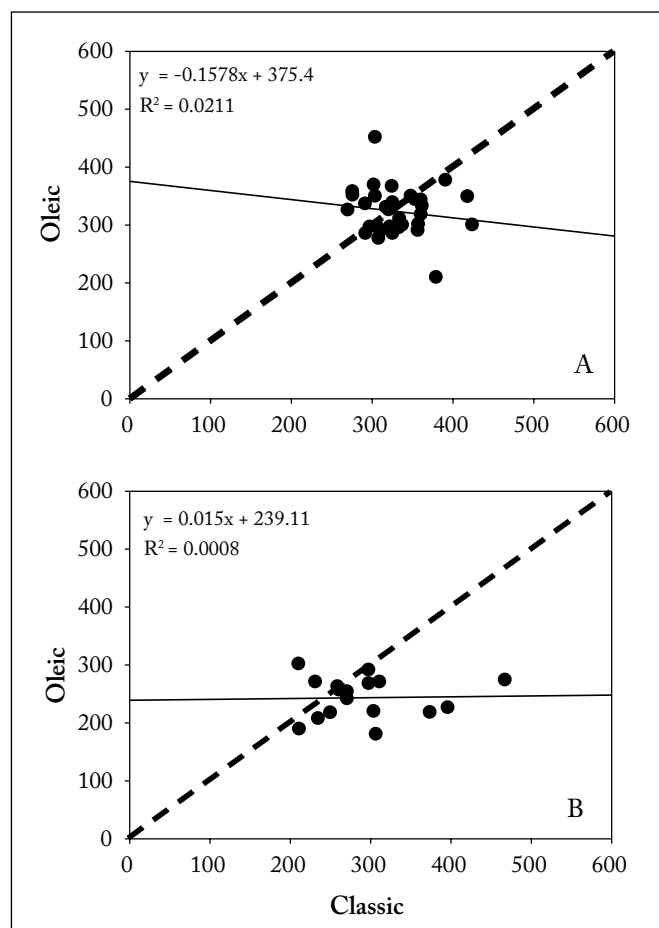 600
y = -0.1578x + 375.4
R² = 0.0211
500
400
Oleic
300
200
100
A
0
0 100 200 300 400 500 600
600
y = 0.015x + 239.11
R² = 0.0008
500
400
Oleic
300
200
100
B
0
0 100 200 300 400 500 600
Classic